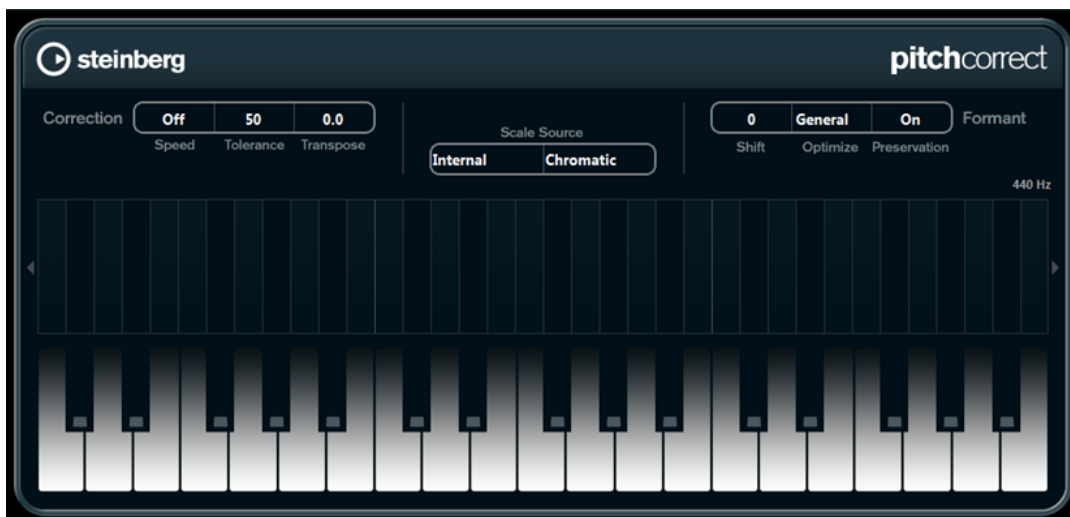 steinberg
pitchcorrect
Correction Off 50 0.0
Speed Tolerance Transpose
Scale Source
Internal Chromatic
0 General On Formant
Shift Optimize Preservation
440 Hz